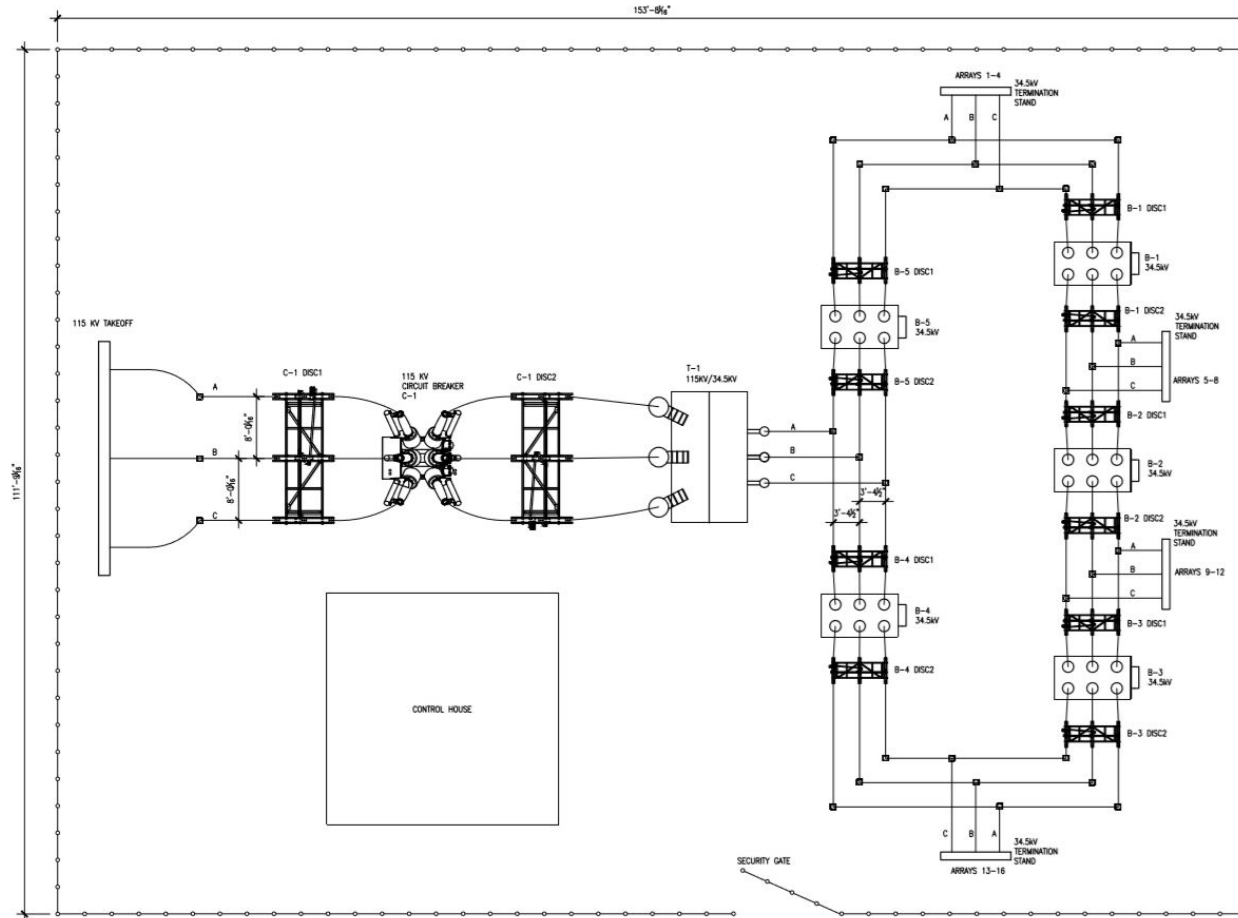 153'-8 1/16"
111'-0 1/16"
ARRAYS 1-4
34.5kV
TERMINATION
STAND
A
B
C
B-1 DISC1
B-1
34.5kV
B-1 DISC2
34.5kV
TERMINATION
STAND
A
B
C
ARRAYS 5-8
B-2 DISC1
B-2
34.5kV
B-2 DISC2
34.5kV
TERMINATION
STAND
A
B
C
ARRAYS 9-12
B-3 DISC1
B-3
34.5kV
B-3 DISC2
B-5 DISC1
B-5
34.5kV
B-5 DISC2
115 KV TAKEOFF
A
B
C
8'-0 1/16"
8'-0 1/16"
C-1 DISC1
115 KV
CIRCUIT BREAKER
C-1
C-1 DISC2
T-1
115KV/34.5KV
A
B
C
3'-4 1/2"
3'-4 1/2"
B-4 DISC1
B-4
34.5kV
B-4 DISC2
CONTROL HOUSE
C
B
A
34.5kV
TERMINATION
STAND
ARRAYS 13-16
SECURITY GATE